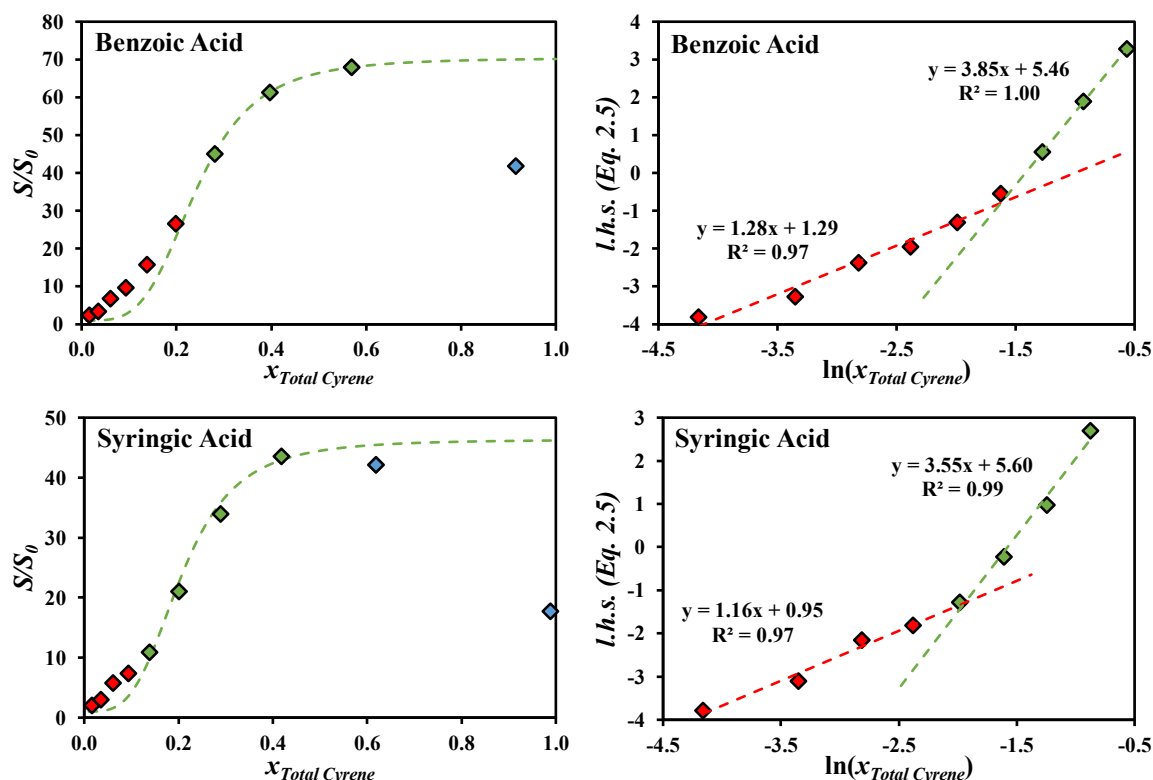 Benzoic Acid
80
70
60
50
40
30
20
10
0
S/S0
0.0 0.2 0.4 0.6 0.8 1.0
xTotal Cyrene
Benzoic Acid
4
3
2
1
0
-1
-2
-3
-4
l.h.s. (Eq. 2.5)
y = 3.85x + 5.46
R² = 1.00
y = 1.28x + 1.29
R² = 0.97
-4.5 -3.5 -2.5 -1.5 -0.5
ln(xTotal Cyrene)
Syringic Acid
50
40
30
20
10
0
S/S0
0.0 0.2 0.4 0.6 0.8 1.0
xTotal Cyrene
Syringic Acid
3
2
1
0
-1
-2
-3
-4
l.h.s. (Eq. 2.5)
y = 3.55x + 5.60
R² = 0.99
y = 1.16x + 0.95
R² = 0.97
-4.5 -3.5 -2.5 -1.5 -0.5
ln(xTotal Cyrene)